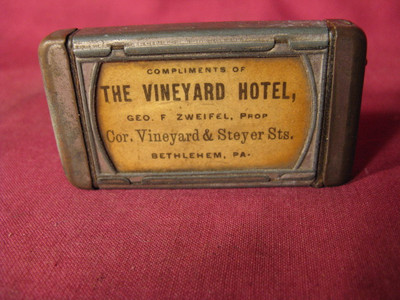 COMPLIMENTS OF
THE VINEYARD HOTEL,
GEO. F ZWEIFEL, PROP
Cor. Vineyard & Steyer Sts.
BETHLEHEM, PA-